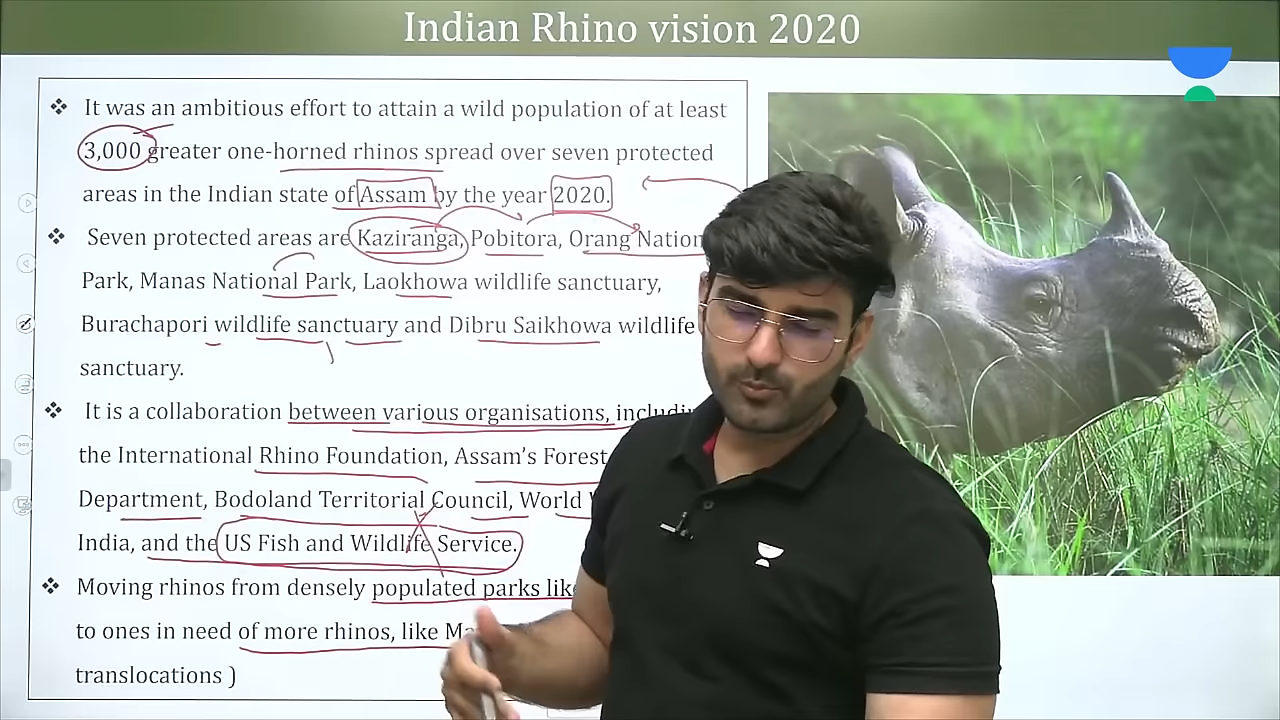 Indian Rhino vision 2020
It was an ambitious effort to attain a wild population of at least
3,000 greater one-horned rhinos spread over seven protected
areas in the Indian state of Assam by the year 2020.
Seven protected areas are Kaziranga, Pobitora, Orang
Park, Manas National Park, Laokhowa wildlife sanctuary,
Burachapori wildlife sanctuary and Dibru Saikhowa wildlife
sanctuary.
It is a collaboration between various organisations,
the International Rhino Foundation, Assam's Forest
Department, Bodoland Territorial Council, World
India, and the US Fish and Wildlife Service.
Moving rhinos from densely populated parks
to ones in need of more rhinos, like
translocations )